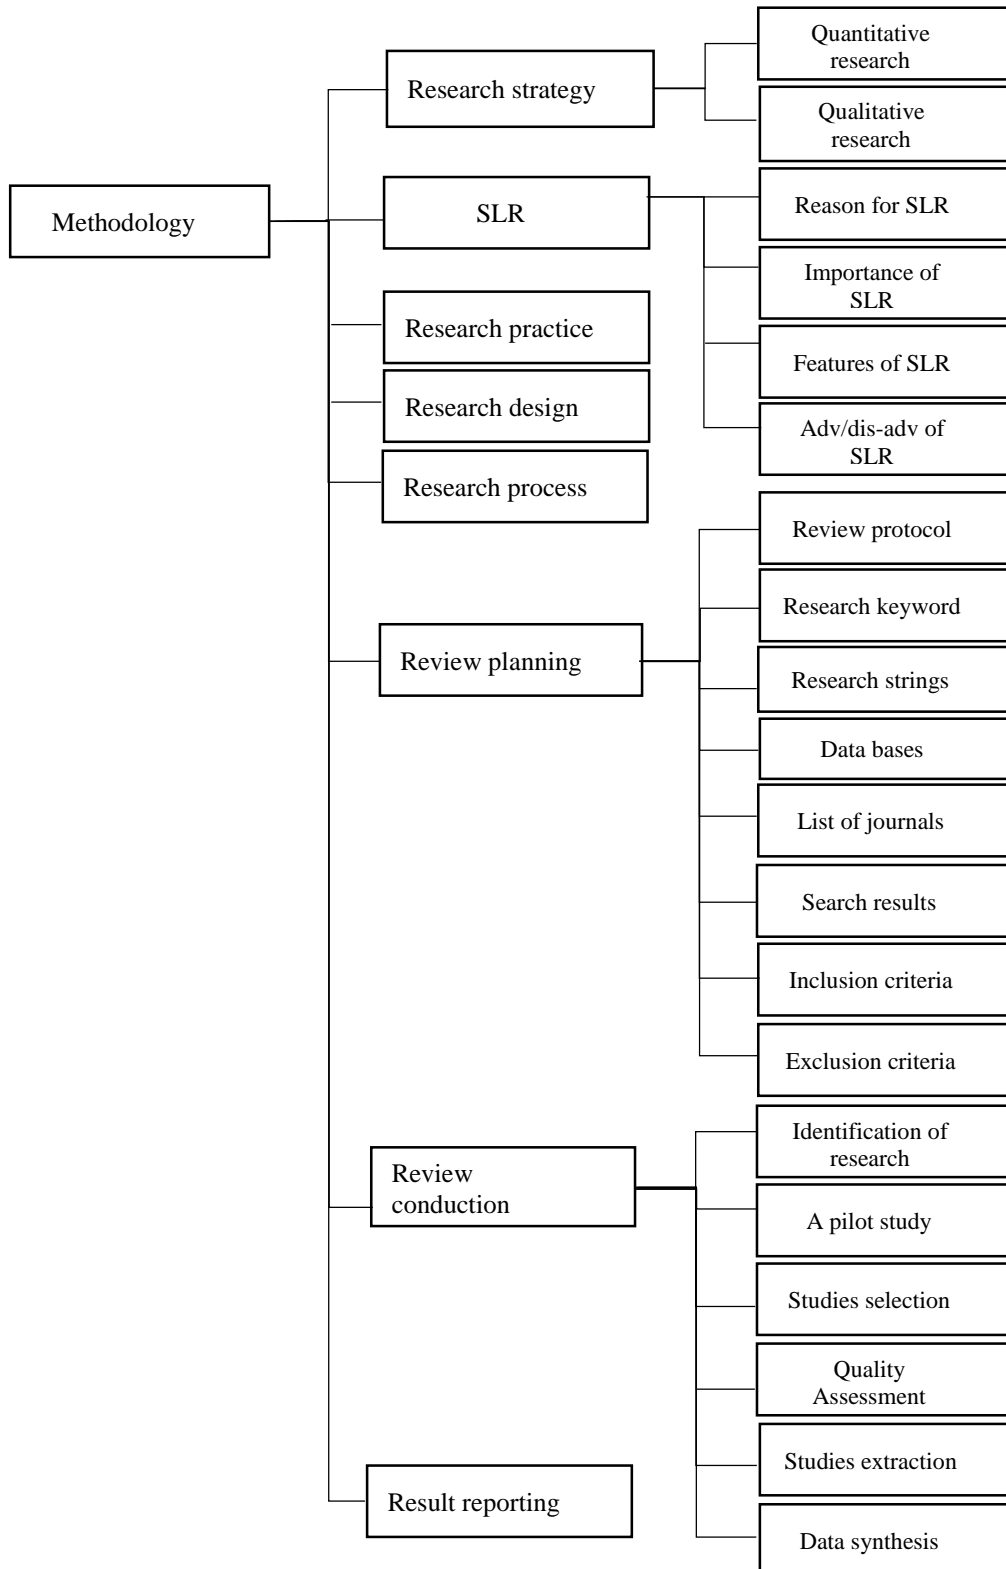 Methodology
Research strategy
Quantitative
research
Qualitative
research
SLR
Reason for SLR
Importance of
SLR
Features of SLR
Adv/dis-adv of
SLR
Research practice
Research design
Research process
Review planning
Review protocol
Research keyword
Research strings
Data bases
List of journals
Search results
Inclusion criteria
Exclusion criteria
Review
conduction
Identification of
research
A pilot study
Studies selection
Quality
Assessment
Studies extraction
Data synthesis
Result reporting